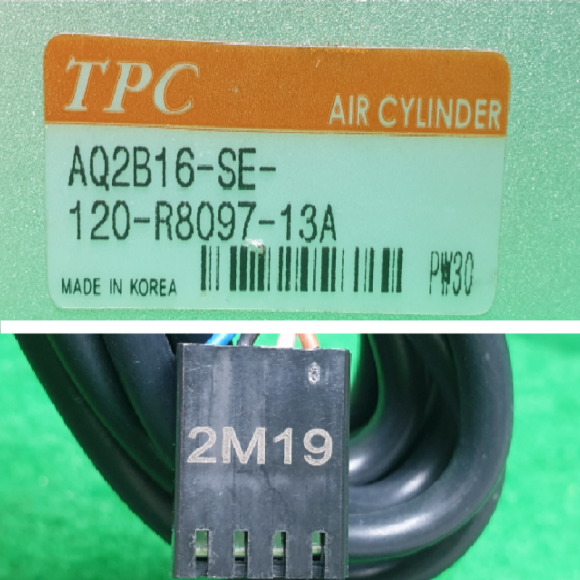 TPC
AIR CYLINDER
AQ2B16-SE-
120-R8097-13A
MADE IN KOREA
PW30
2M19